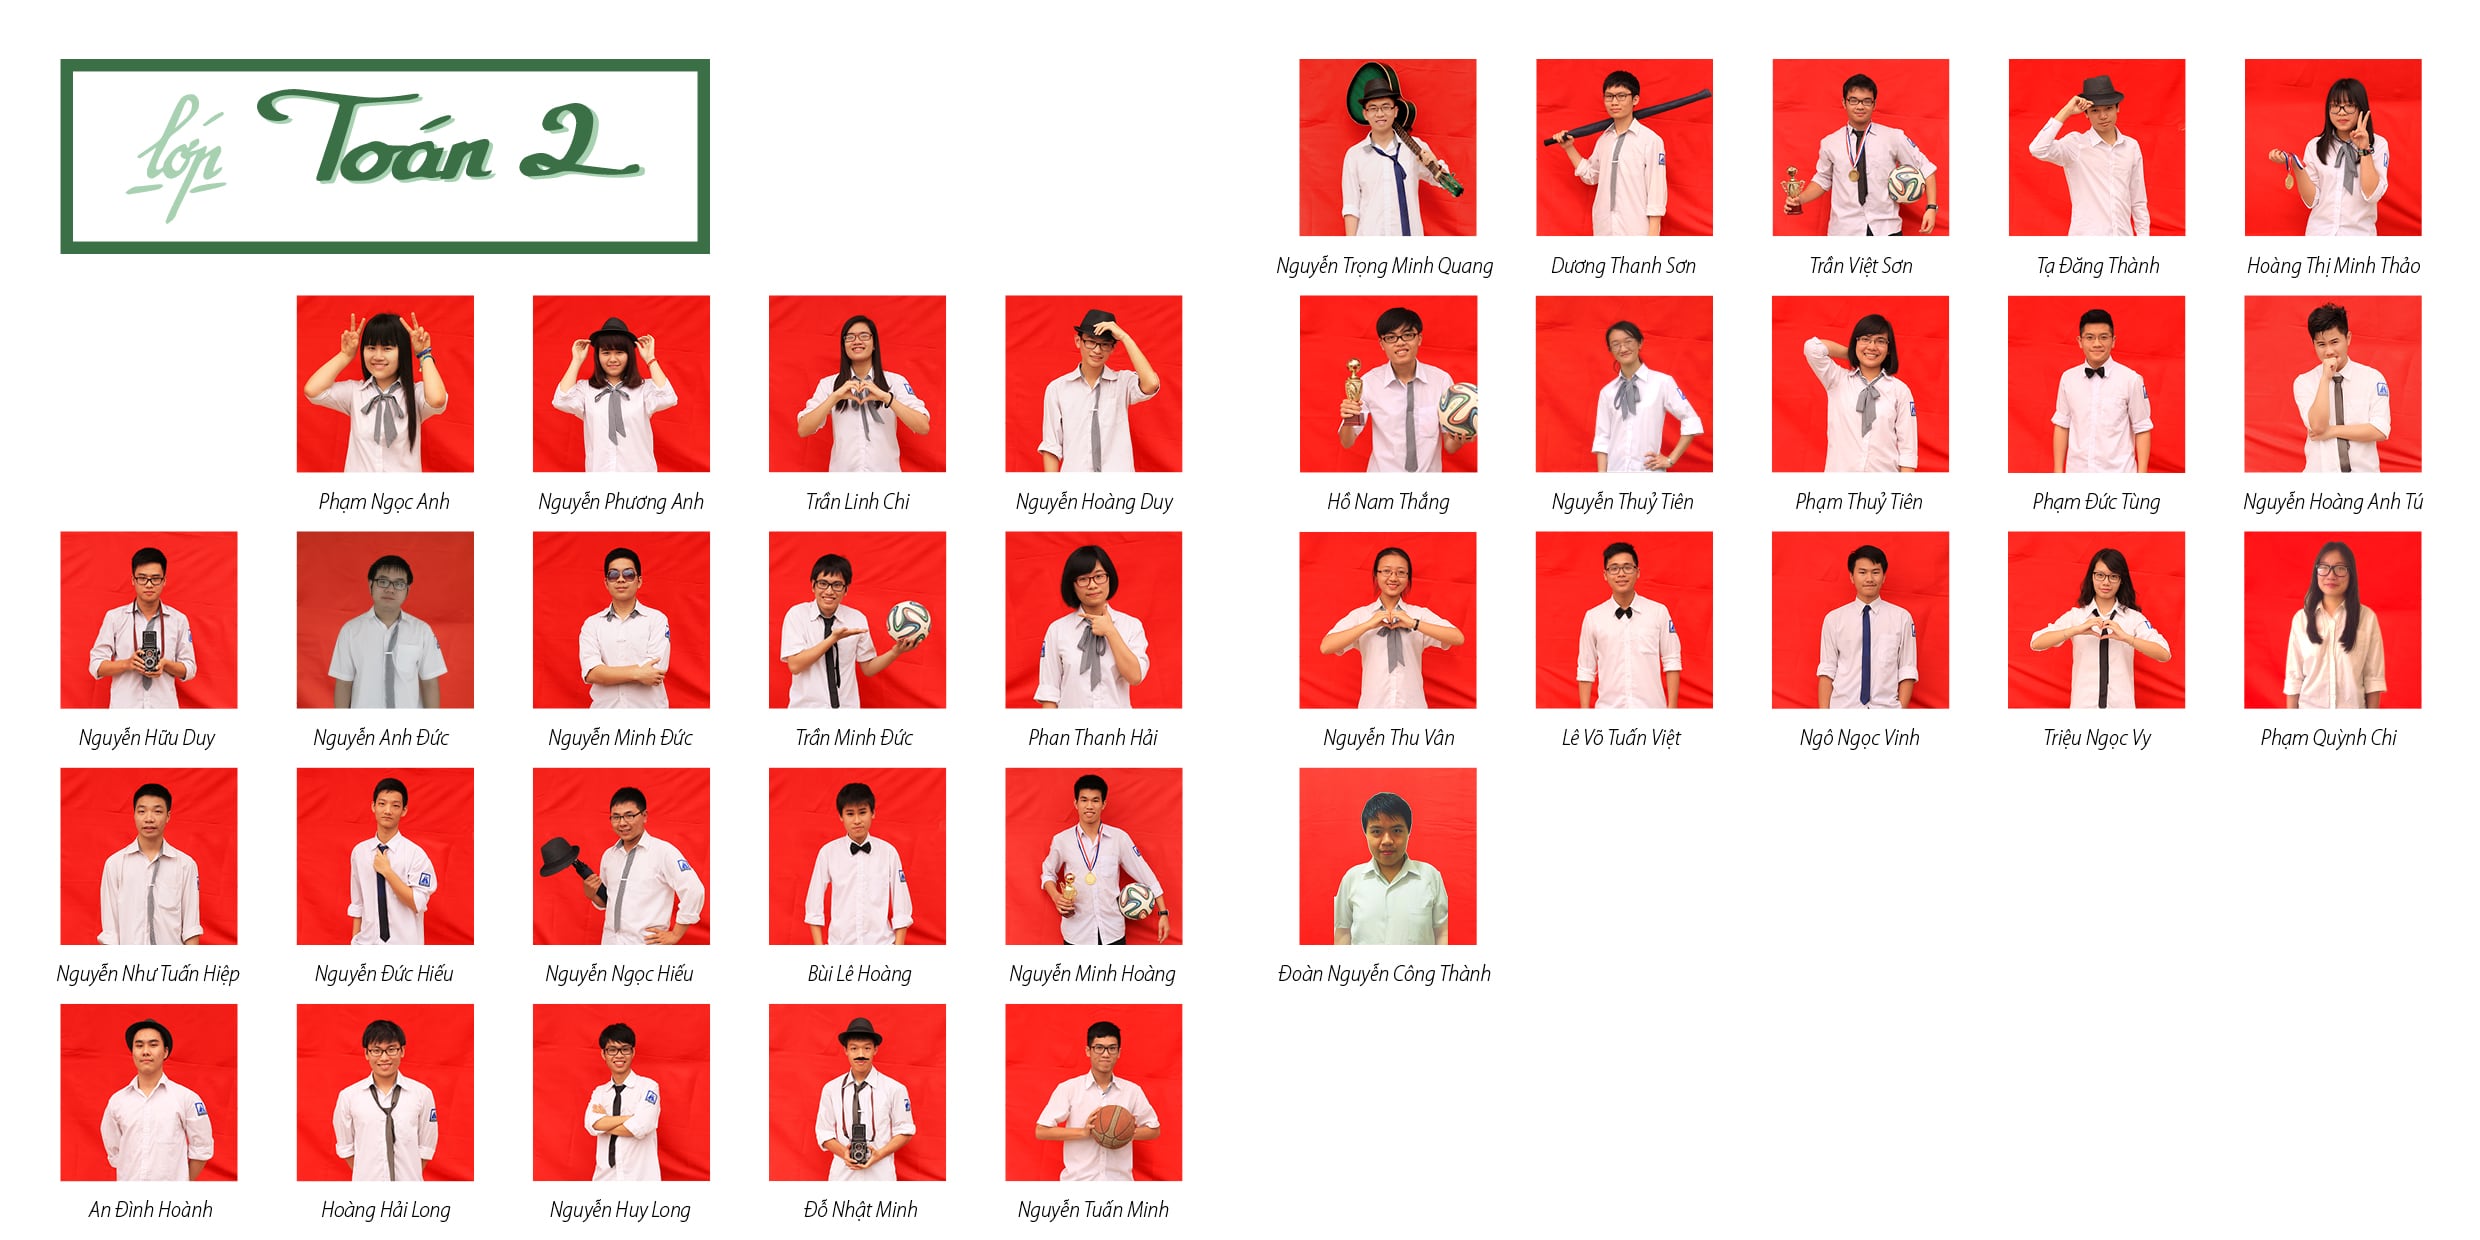 lớp Toán 2
Phạm Ngọc Anh
Nguyễn Phương Anh
Trần Linh Chi
Nguyễn Hoàng Duy
Nguyễn Hữu Duy
Nguyễn Anh Đức
Nguyễn Minh Đức
Trần Minh Đức
Phan Thanh Hải
Nguyễn Như Tuấn Hiệp
Nguyễn Đức Hiếu
Nguyễn Ngọc Hiếu
Bùi Lê Hoàng
Nguyễn Minh Hoàng
An Đình Hoành
Hoàng Hải Long
Nguyễn Huy Long
Đỗ Nhật Minh
Nguyễn Tuấn Minh
Nguyễn Trọng Minh Quang
Dương Thanh Sơn
Trần Việt Sơn
Tạ Đăng Thành
Hoàng Thị Minh Thảo
Hồ Nam Thắng
Nguyễn Thuỷ Tiên
Phạm Thuỷ Tiên
Phạm Đức Tùng
Nguyễn Hoàng Anh Tú
Nguyễn Thu Vân
Lê Võ Tuấn Việt
Ngô Ngọc Vinh
Triệu Ngọc Vy
Phạm Quỳnh Chi
Đoàn Nguyễn Công Thành